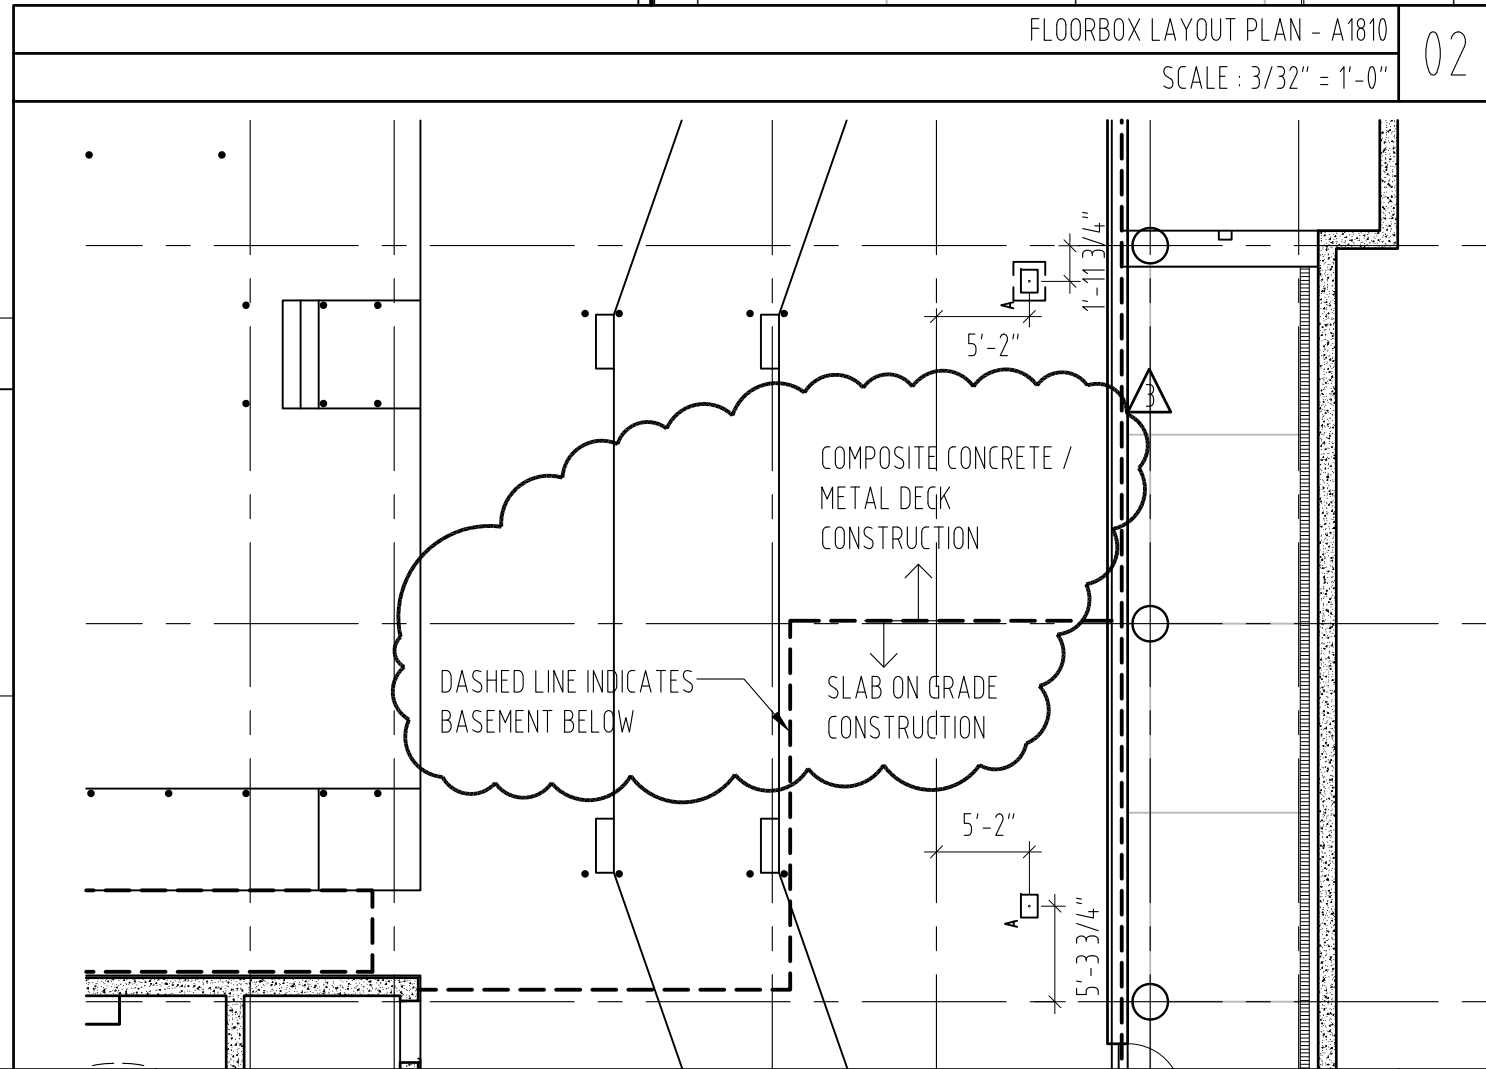 FLOORBOX LAYOUT PLAN - A1810
02
SCALE : 3/32" = 1'-0"
1'-11 3/4"
A
5'-2"
3
COMPOSITE CONCRETE /
METAL DECK
CONSTRUCTION
DASHED LINE INDICATES
BASEMENT BELOW
SLAB ON GRADE
CONSTRUCTION
5'-2"
A
5'-3 3/4"